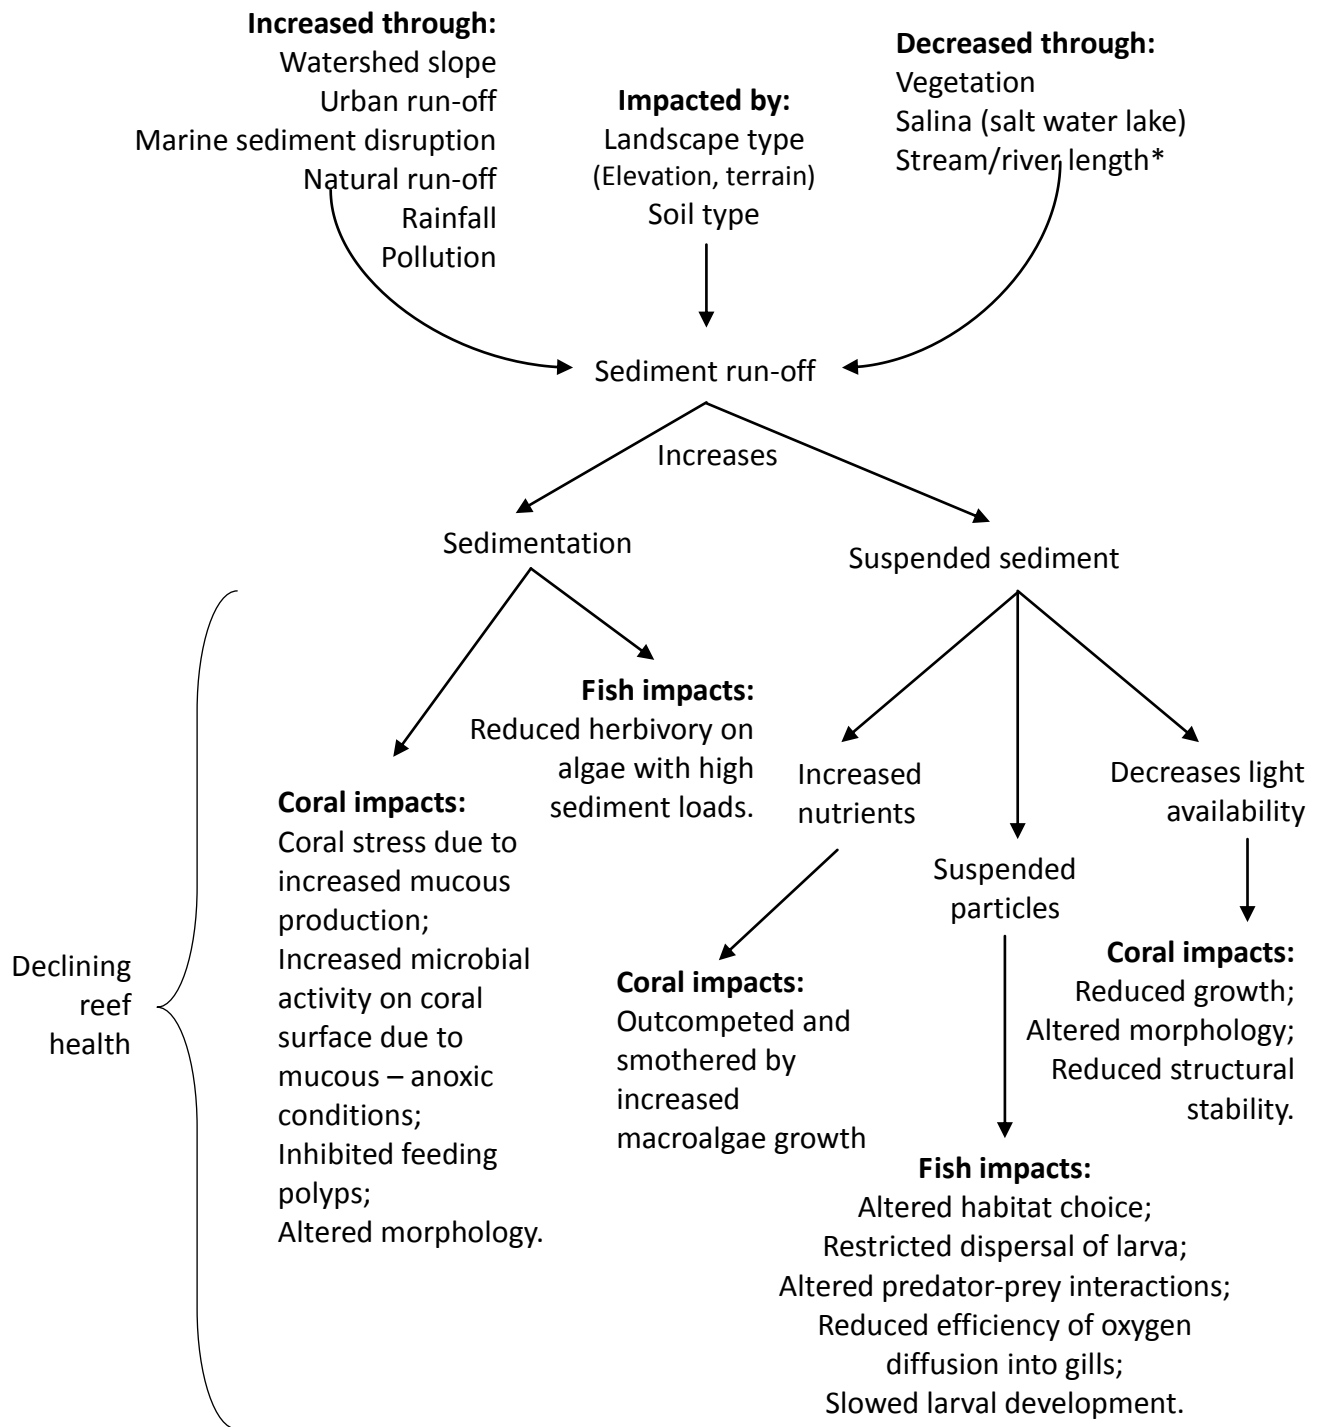 Increased through:
Watershed slope
Urban run-off
Marine sediment disruption
Natural run-off
Rainfall
Pollution
Impacted by:
Landscape type
(Elevation, terrain)
Soil type
Decreased through:
Vegetation
Salina (salt water lake)
Stream/river length*
Sediment run-off
Increases
Sedimentation
Suspended sediment
Declining
reef
health
Coral impacts:
Coral stress due to
increased mucous
production;
Increased microbial
activity on coral
surface due to
mucous – anoxic
conditions;
Inhibited feeding
polyps;
Altered morphology.
Fish impacts:
Reduced herbivory on
algae with high
sediment loads.
Increased
nutrients
Coral impacts:
Outcompeted and
smothered by
increased
macroalgae growth
Suspended
particles
Fish impacts:
Altered habitat choice;
Restricted dispersal of larva;
Altered predator-prey interactions;
Reduced efficiency of oxygen
diffusion into gills;
Slowed larval development.
Decreases light
availability
Coral impacts:
Reduced growth;
Altered morphology;
Reduced structural
stability.